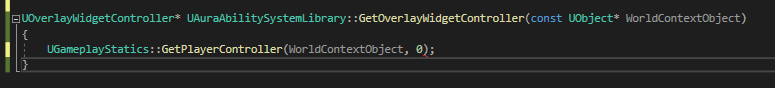 UOverlayWidgetController* UAuraAbilitySystemLibrary::GetOverlayWidgetController(const UObject* WorldContextObject)
{
UGameplayStatics::GetPlayerController(WorldContextObject, 0);
}